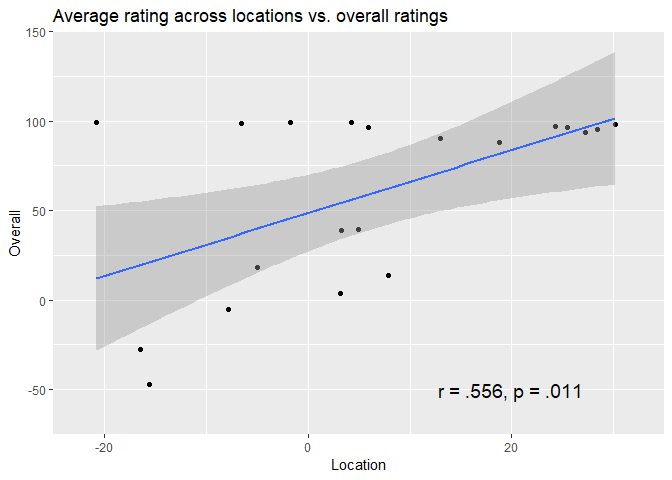 Average rating across locations vs. overall ratings
150
100
50
0
-50
Overall
r = .556, p = .011
-20
0
20
Location